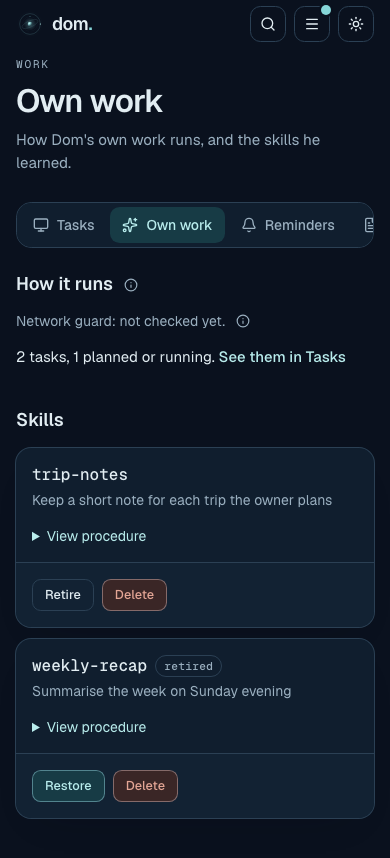 dom.
WORK
Own work
How Dom's own work runs, and the skills he
learned.
Tasks
Own work
Reminders
How it runs
Network guard: not checked yet.
2 tasks, 1 planned or running. See them in Tasks
Skills
trip-notes
Keep a short note for each trip the owner plans
View procedure
Retire
Delete
weekly-recap retired
Summarise the week on Sunday evening
View procedure
Restore
Delete